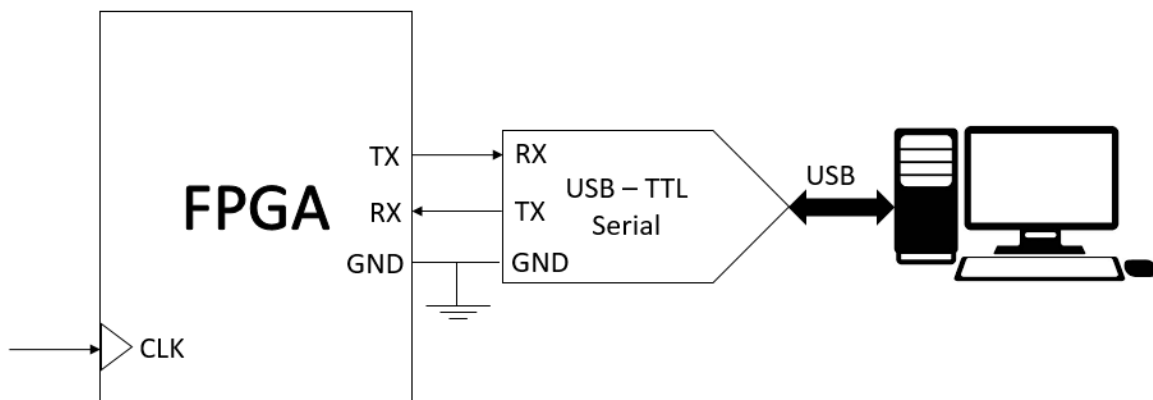 FPGA
TX
RX
GND
CLK
RX
TX
GND
USB – TTL
Serial
USB